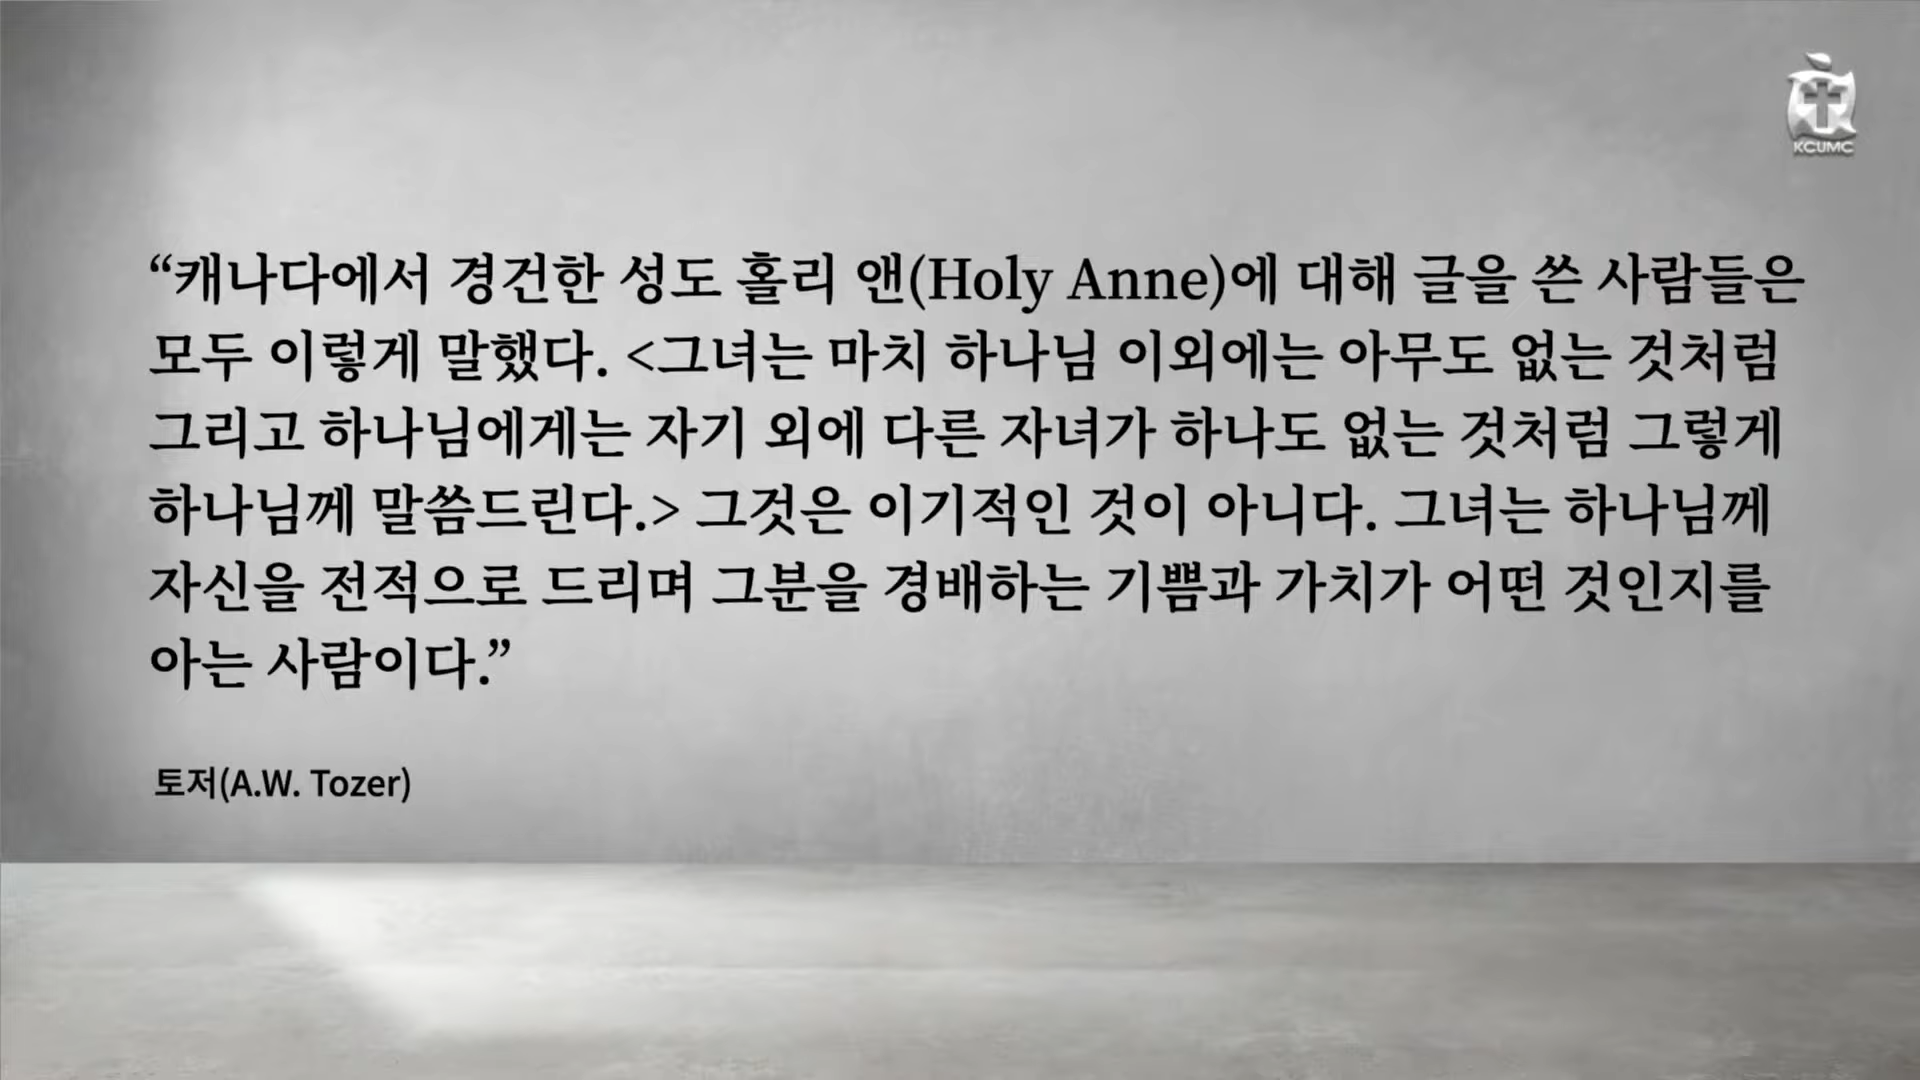 KCUMC
“캐나다에서 경건한 성도 홀리 앤(Holy Anne)에 대해 글을 쓴 사람들은
모두 이렇게 말했다. <그녀는 마치 하나님 이외에는 아무도 없는 것처럼
그리고 하나님에게는 자기 외에 다른 자녀가 하나도 없는 것처럼 그렇게
하나님께 말씀드린다.> 그것은 이기적인 것이 아니다. 그녀는 하나님께
자신을 전적으로 드리며 그분을 경배하는 기쁨과 가치가 어떤 것인지를
아는 사람이다.”
토저(A.W. Tozer)